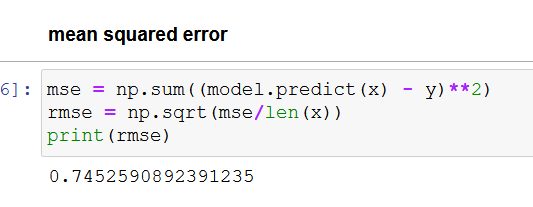 mean squared error
6]: mse = np.sum((model.predict(x) - y)**2)
rmse = np.sqrt(mse/len(x))
print(rmse)
0.7452590892391235